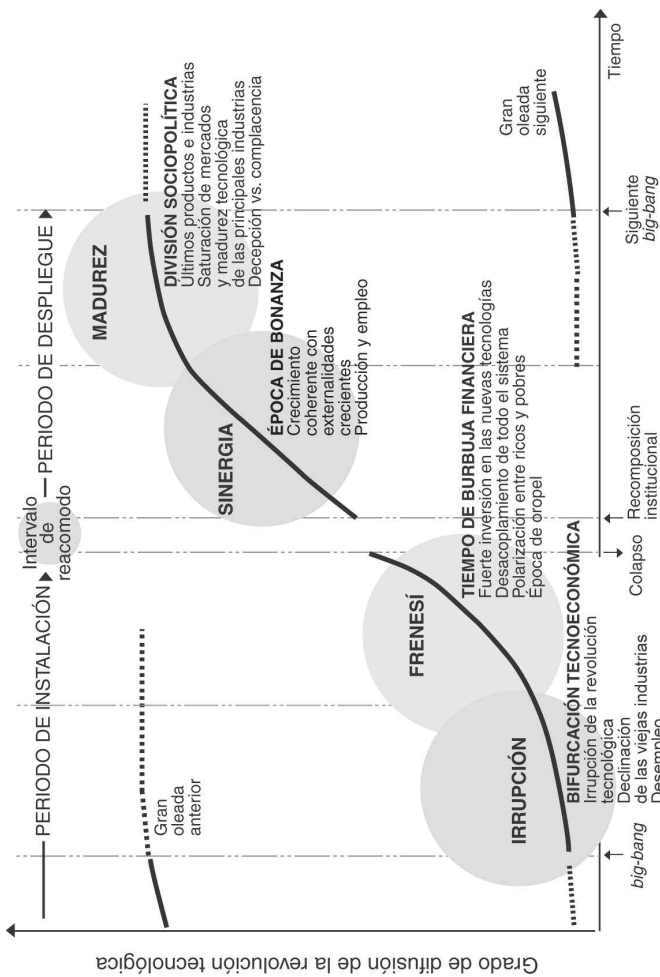 PERIODO DE INSTALACIÓN
Intervalo
de
reacomodo
PERIODO DE DESPLIEGUE
Grado de difusión de la revolución tecnológica
Gran
oleada
anterior
MADUREZ
DIVISIÓN SOCIOPOLÍTICA
Últimos productos e industrias
Saturación de mercados
y madurez tecnológica
de las principales industrias
Decepción vs. complacencia
SINERGIA
ÉPOCA DE BONANZA
Crecimiento
coherente con
externalidades
crecientes
Producción y empleo
FRENESÍ
TIEMPO DE BURBUJA FINANCIERA
Fuerte inversión en las nuevas tecnologías
Desacoplamiento de todo el sistema
Polarización entre ricos y pobres
Época de oropel
IRRUPCIÓN
BIFURCACIÓN TECNOECONÓMICA
Irrupción de la revolución
tecnológica
Declinación
de las viejas industrias
Desempleo
Gran
oleada
siguiente
big-bang
Colapso
Recomposición
institucional
Siguiente
big-bang
Tiempo